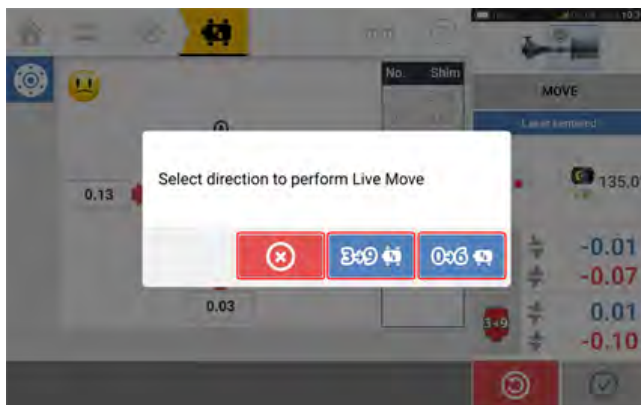 No. Shim
MOVE
Laser centered
135.0
0.13
Select direction to perform Live Move
3➜9
0➜6
-0.01
-0.07
0.03
0.01
3➜9
-0.10